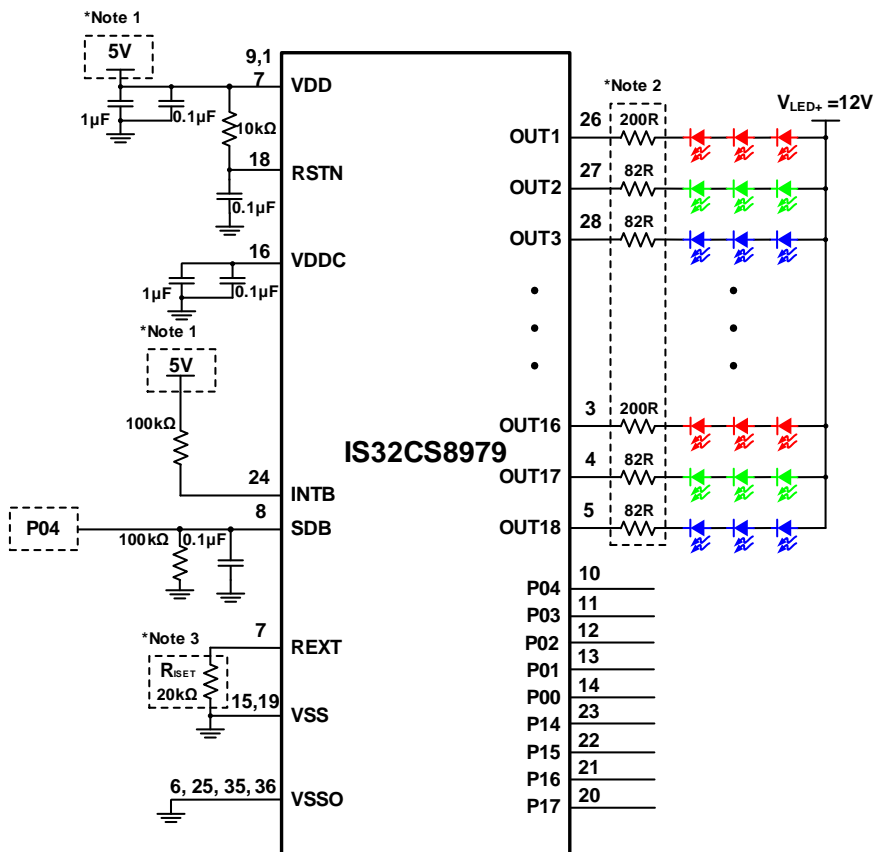 *Note 1
5V
9,1
7
VDD
1µF
0.1µF
10kΩ
18
RSTN
0.1µF
16
VDDC
1µF
0.1µF
*Note 1
5V
100kΩ
24
INTB
8
P04
SDB
100kΩ
0.1µF
*Note 3
7
REXT
RISET
20kΩ
15,19
VSS
6, 25, 35, 36
VSSO
IS32CS8979
*Note 2
VLED+ =12V
26
200R
OUT1
27
82R
OUT2
28
82R
OUT3
3
200R
OUT16
4
82R
OUT17
5
82R
OUT18
10
P04
11
P03
12
P02
13
P01
14
P00
23
P14
22
P15
21
P16
20
P17